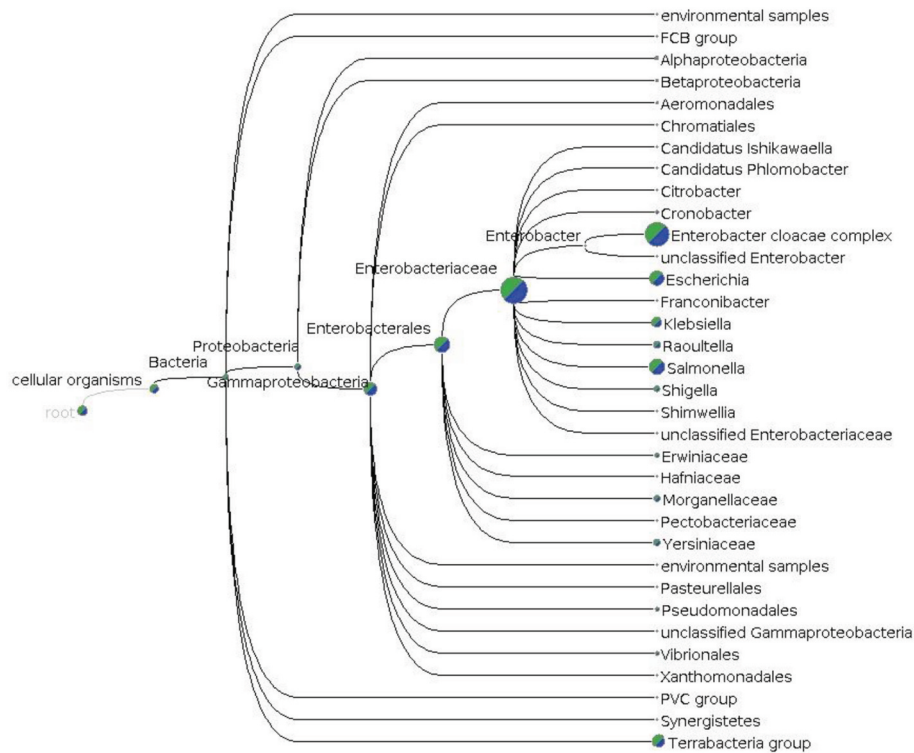 environmental samples
FCB group
Alphaproteobacteria
Betaproteobacteria
Aeromonadales
Chromatiales
Candidatus Ishikawaella
Candidatus Phlomobacter
Citrobacter
Cronobacter
Enterobacter
Enterobacter cloacae complex
unclassified Enterobacter
Enterobacteriaceae
Escherichia
Franconibacter
Klebsiella
Enterobacterales
Raoultella
Proteobacteria
Bacteria
Salmonella
cellular organisms
Gammaproteobacteria
Shigella
root
Shimwellia
unclassified Enterobacteriaceae
Erwiniaceae
Hafniaceae
Morganellaceae
Pectobacteriaceae
Yersiniaceae
environmental samples
Pasteurellales
Pseudomonadales
unclassified Gammaproteobacteria
Vibrionales
Xanthomonadales
PVC group
Synergistetes
Terrabacteria group